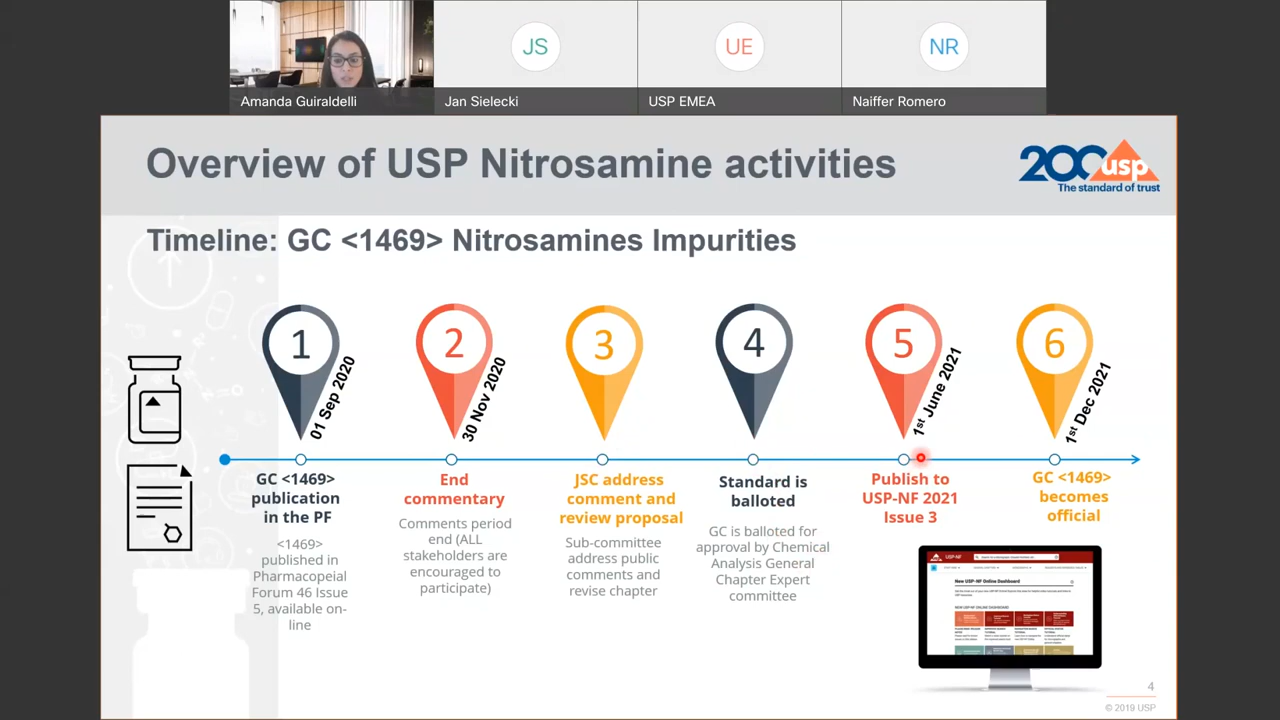 JS
UE
NR
Amanda Guiraldelli
Jan Sielecki
USP EMEA
Naiffer Romero
Overview of USP Nitrosamine activities
200 usp
The standard of trust
Timeline: GC <1469> Nitrosamines Impurities
1
01 Sep 2020
2
30 Nov 2020
3
4
5
1st June 2021
6
1st Dec 2021
GC <1469>
publication
in the PF
<1469>
published in
Pharmacopeial
Forum 46 Issue
5, available on-
line
End
commentary
Comments period
end (ALL
stakeholders are
encouraged to
participate)
JSC address
comment and
review proposal
Sub-committee
address public
comments and
revise chapter
Standard is
balloted
GC is balloted for
approval by Chemical
Analysis General
Chapter Expert
committee
Publish to
USP-NF 2021
Issue 3
GC <1469>
becomes
official
USP-NF
New USP-NF Online Dashboard
NEW USP-NF ONLINE DASHBOARD
4
© 2019 USP